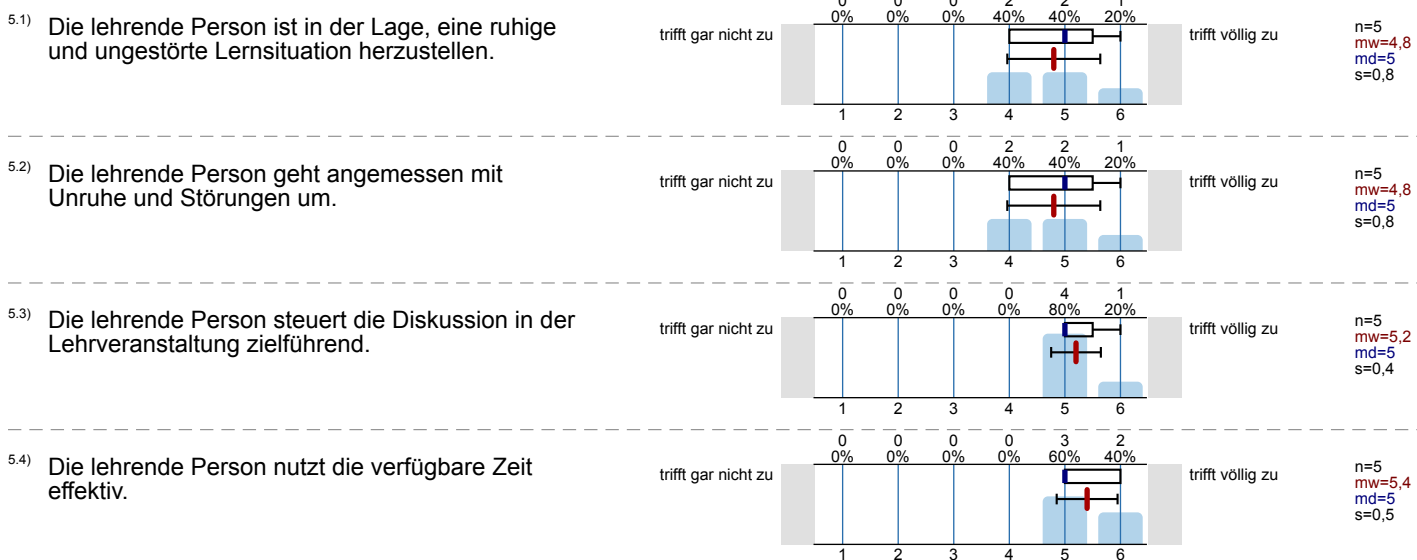 0 0 0 2 2 1
0% 0% 0% 40% 40% 20%
5.1) Die lehrende Person ist in der Lage, eine ruhige
und ungestörte Lernsituation herzustellen.
trifft gar nicht zu
trifft völlig zu
n=5
mw=4,8
md=5
s=0,8
1 2 3 4 5 6
0 0 0 2 2 1
0% 0% 0% 40% 40% 20%
5.2) Die lehrende Person geht angemessen mit
Unruhe und Störungen um.
trifft gar nicht zu
trifft völlig zu
n=5
mw=4,8
md=5
s=0,8
1 2 3 4 5 6
0 0 0 0 4 1
0% 0% 0% 0% 80% 20%
5.3) Die lehrende Person steuert die Diskussion in der
Lehrveranstaltung zielführend.
trifft gar nicht zu
trifft völlig zu
n=5
mw=5,2
md=5
s=0,4
1 2 3 4 5 6
0 0 0 0 3 2
0% 0% 0% 0% 60% 40%
5.4) Die lehrende Person nutzt die verfügbare Zeit
effektiv.
trifft gar nicht zu
trifft völlig zu
n=5
mw=5,4
md=5
s=0,5
1 2 3 4 5 6